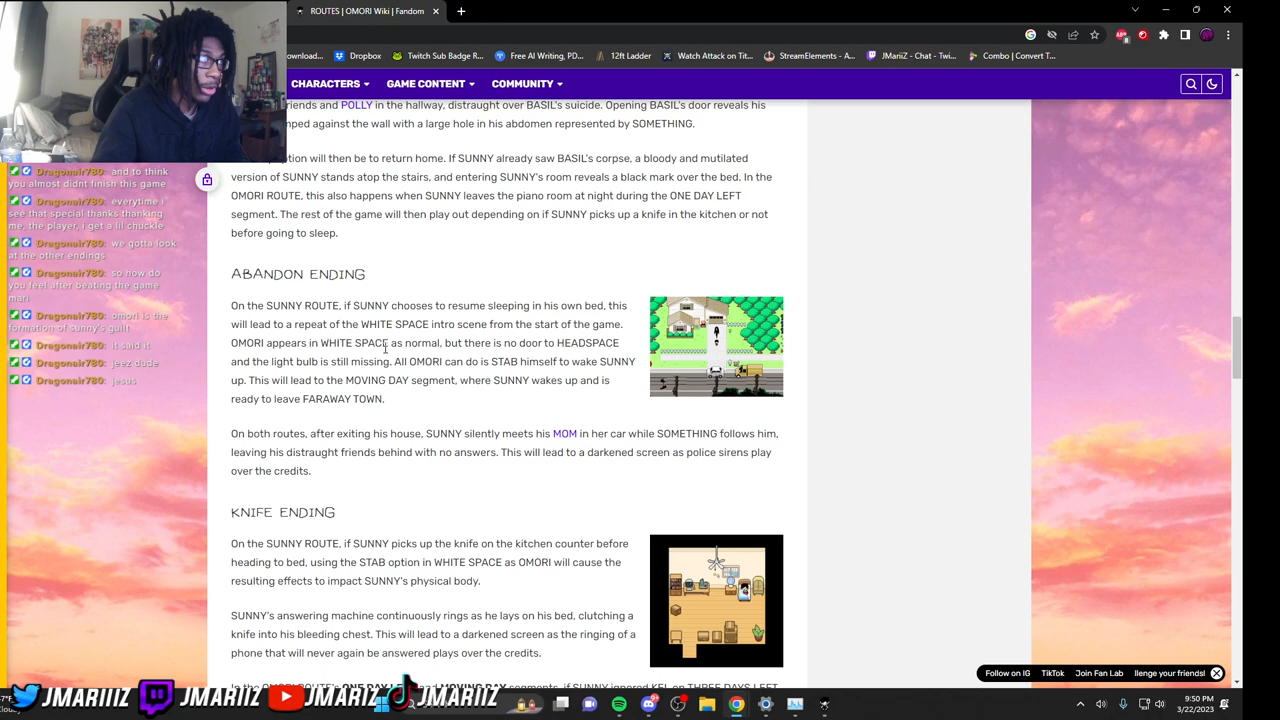 ROUTES | OMORI Wiki | Fandom
Download...
Dropbox
Twitch Sub Badge R...
Free AI Writing, PD...
12ft Ladder
Watch Attack on Tit...
StreamElements - A...
JMariiZ - Chat - Twi...
Combo | Convert T...
CHARACTERS
GAME CONTENT
COMMUNITY
friends and POLLY in the hallway, distraught over BASIL's suicide. Opening BASIL's door reveals his
against the wall with a large hole in his abdomen represented by SOMETHING.
will then be to return home. If SUNNY already saw BASIL's corpse, a bloody and mutilated
version of SUNNY stands atop the stairs, and entering SUNNY's room reveals a black mark over the bed. In the
OMORI ROUTE, this also happens when SUNNY leaves the piano room at night during the ONE DAY LEFT
segment. The rest of the game will then play out depending on if SUNNY picks up a knife in the kitchen or not
before going to sleep.
ABANDON ENDING
On the SUNNY ROUTE, if SUNNY chooses to resume sleeping in his own bed, this
will lead to a repeat of the WHITE SPACE intro scene from the start of the game.
OMORI appears in WHITE SPACE as normal, but there is no door to HEADSPACE
and the light bulb is still missing. All OMORI can do is STAB himself to wake SUNNY
up. This will lead to the MOVING DAY segment, where SUNNY wakes up and is
ready to leave FARAWAY TOWN.
On both routes, after exiting his house, SUNNY silently meets his MOM in her car while SOMETHING follows him,
leaving his distraught friends behind with no answers. This will lead to a darkened screen as police sirens play
over the credits.
KNIFE ENDING
On the SUNNY ROUTE, if SUNNY picks up the knife on the kitchen counter before
heading to bed, using the STAB option in WHITE SPACE as OMORI will cause the
resulting effects to impact SUNNY's physical body.
SUNNY's answering machine continuously rings as he lays on his bed, clutching a
knife into his bleeding chest. This will lead to a darkened screen as the ringing of a
phone that will never again be answered plays over the credits.
Dragonair780: and to think
you almost didnt finish this game
Dragonair780: everytime i
see that special thanks thanking
me, the player, i get a lil chuckle
Dragonair780: we gotta look
at the other endings
Dragonair780: so how do
you feel after beating the game
mari
Dragonair780: omori is the
formation of sunny's guilt
Dragonair780: it said it
Dragonair780: jeez dude
Dragonair780: jesus
Follow on IG
TikTok
Join Fan Lab
llenge your friends!
JMARIIIZ
JMARIIIZ
JMARIIIZ
JMARIIIZ
9:50 PM
3/22/2023